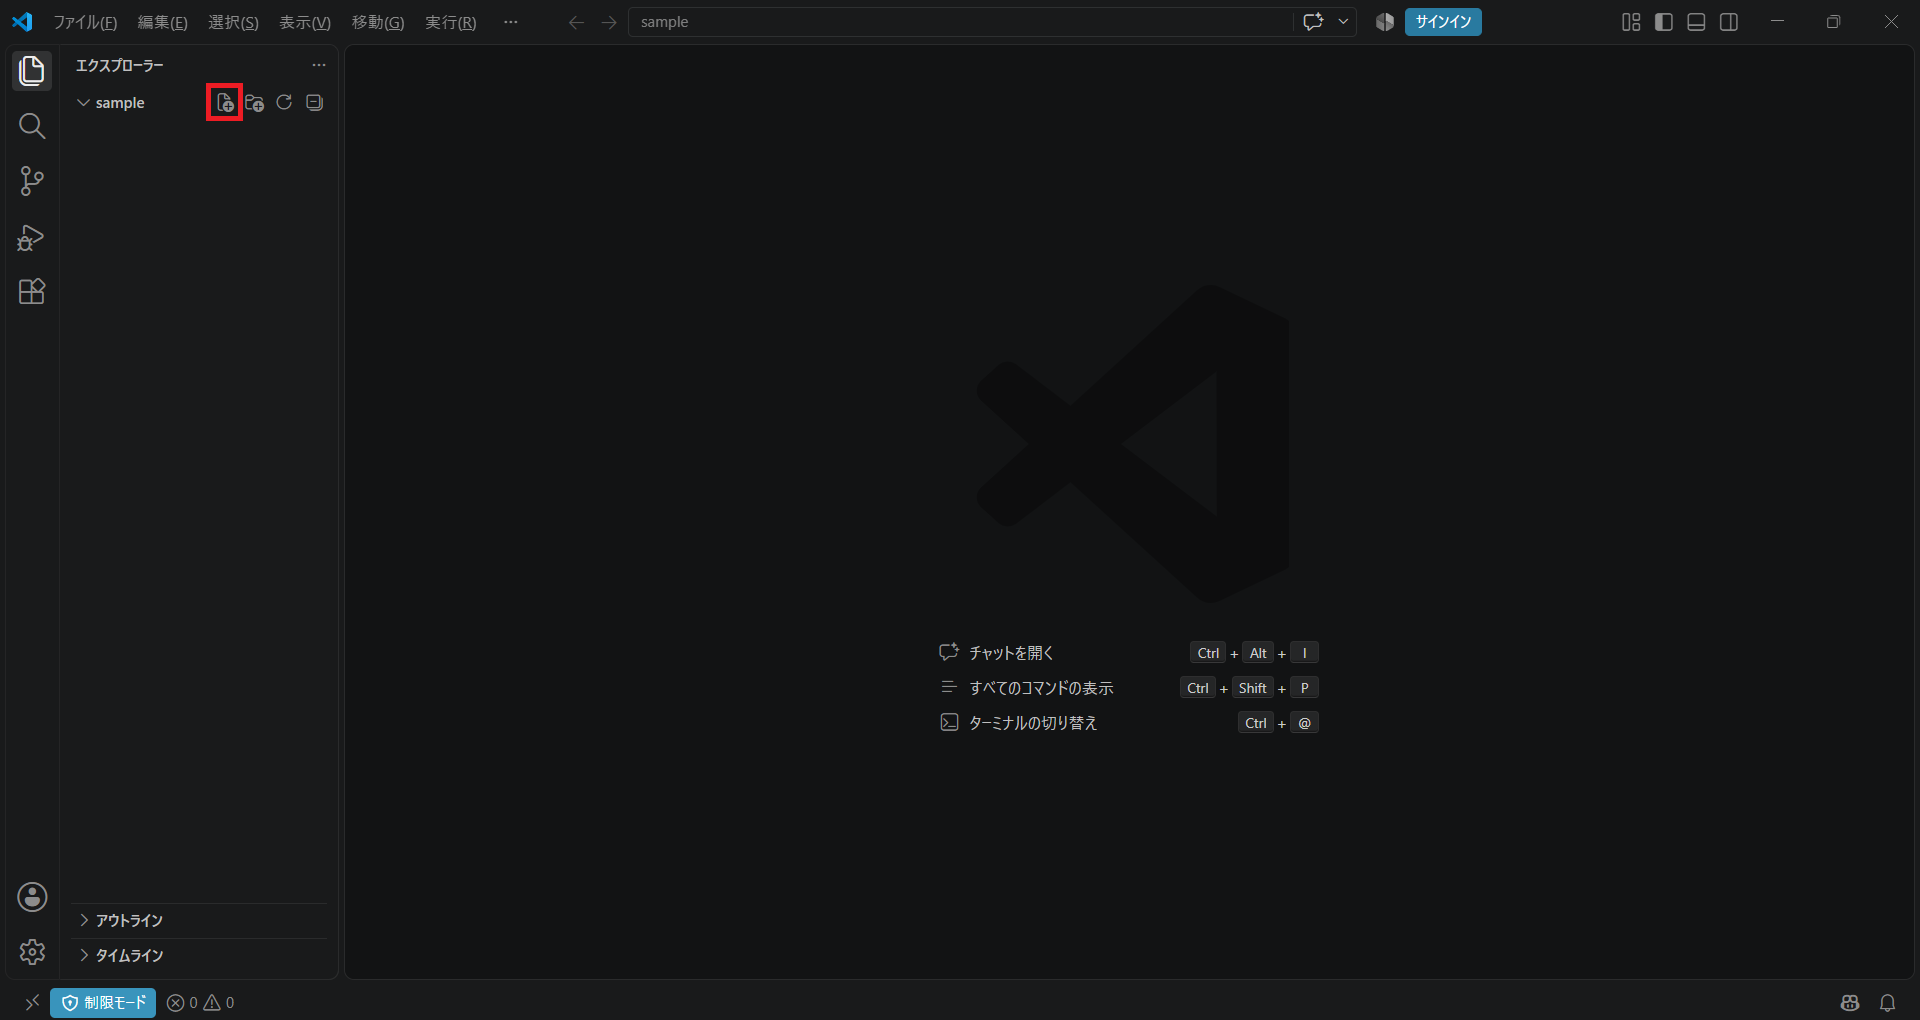 ファイル(F) 編集(E) 選択(S) 表示(V) 移動(G) 実行(R) ··· sample サインイン
エクスプローラー ···
sample
チャットを開く Ctrl + Alt + I
すべてのコマンドの表示 Ctrl + Shift + P
ターミナルの切り替え Ctrl + @
アウトライン
タイムライン
制限モード 0 0